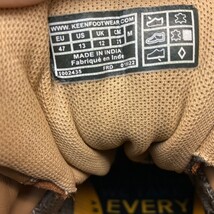 WWW.KEENFOOTWEAR.COM
EU US UK CM M
47 13 12 31
MADE IN INDIA
Fabriqué en Inde
1002435 FRD
EVERY